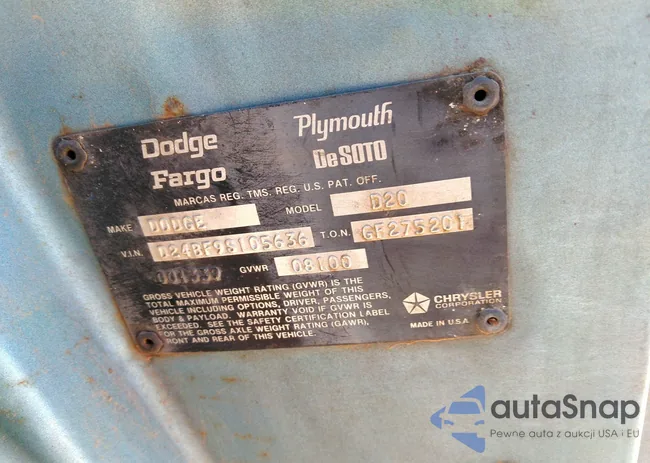 Dodge Plymouth
Fargo DeSOTO
MARCAS REG. TMS. REG. U.S. PAT. OFF.
MAKE DODGE MODEL D20
V.I.N. D24BF9S105636 T.O.N. GF275201
GVWR 08100
GROSS VEHICLE WEIGHT RATING (GVWR) IS THE
TOTAL MAXIMUM PERMISSIBLE WEIGHT OF THIS
VEHICLE INCLUDING OPTIONS, DRIVER, PASSENGERS,
BODY & PAYLOAD. WARRANTY VOID IF GVWR IS
EXCEEDED. SEE THE SAFETY CERTIFICATION LABEL
FOR THE GROSS AXLE WEIGHT RATING (GAWR),
FRONT AND REAR OF THIS VEHICLE.
CHRYSLER
CORPORATION
MADE IN U.S.A.
autaSnap
Pewne auta z aukcji USA i EU